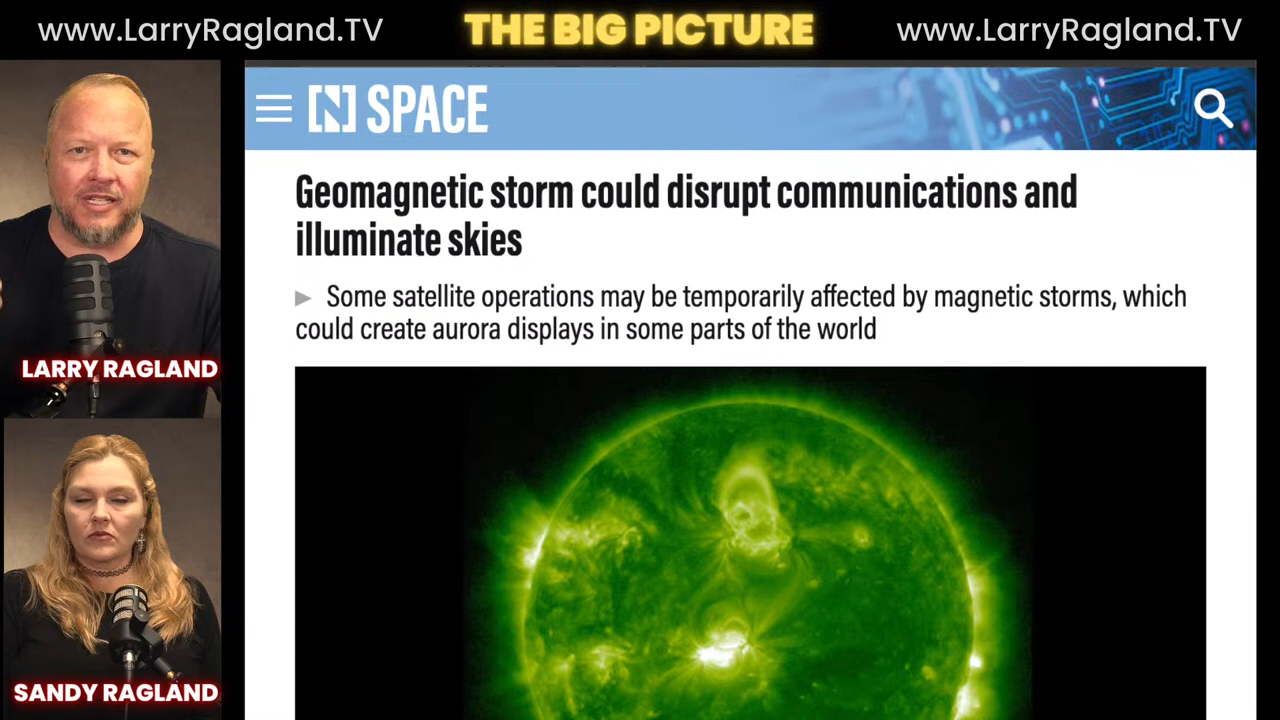 www.LarryRagland.TV
THE BIG PICTURE
www.LarryRagland.TV
SPACE
Geomagnetic storm could disrupt communications and
illuminate skies
Some satellite operations may be temporarily affected by magnetic storms, which
could create aurora displays in some parts of the world
LARRY RAGLAND
SANDY RAGLAND